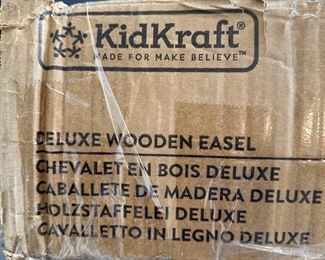 KidKraft®
MADE FOR MAKE BELIEVE™
DELUXE WOODEN EASEL
CHEVALET EN BOIS DELUXE
CABALLETE DE MADERA DELUXE
HOLZSTAFFELEI DELUXE
CAVALLETTO IN LEGNO DELUXE